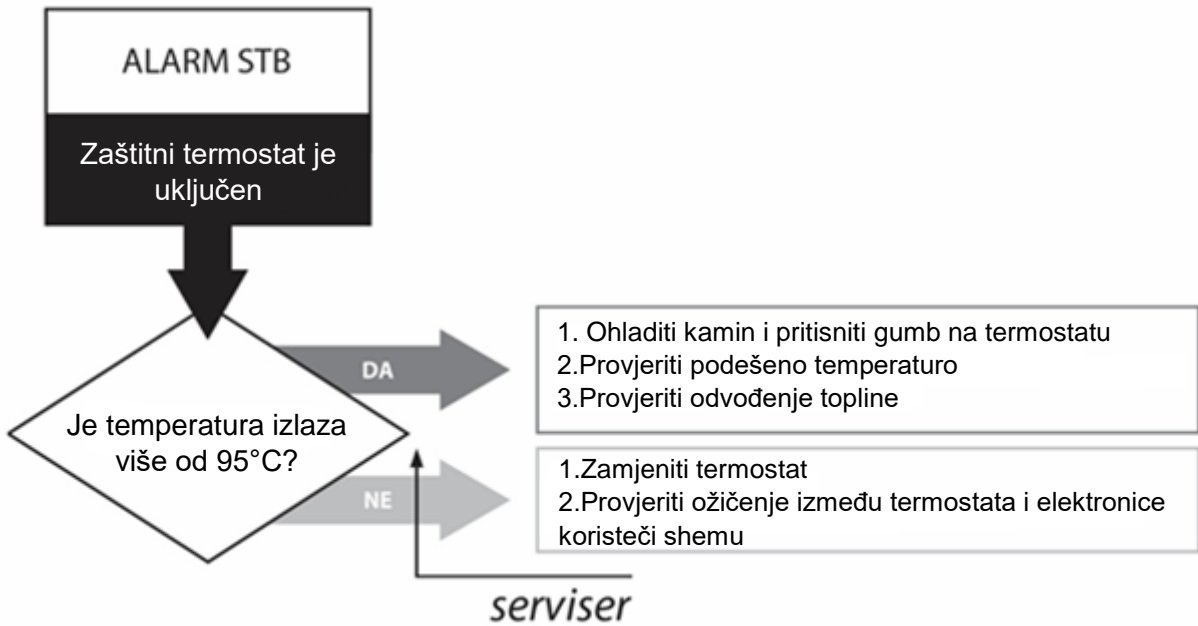 ALARM STB
Zaštitni termostat je
uključen
DA
1. Ohladiti kamin i pritisniti gumb na termostatu
2.Provjeriti podešeno temperaturo
3.Provjeriti odvođenje topline
Je temperatura izlaza
više od 95°C?
NE
1.Zamjeniti termostat
2.Provjeriti ožičenje između termostata i elektronice
koristeči shemu
serviser